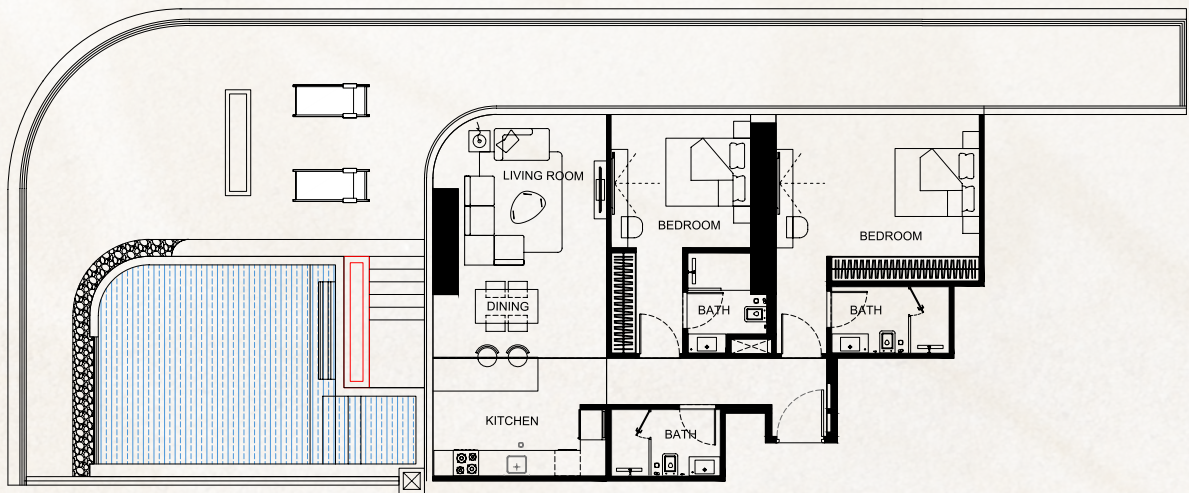 LIVING ROOM
BEDROOM
BEDROOM
DINING
BATH
BATH
KITCHEN
BATH